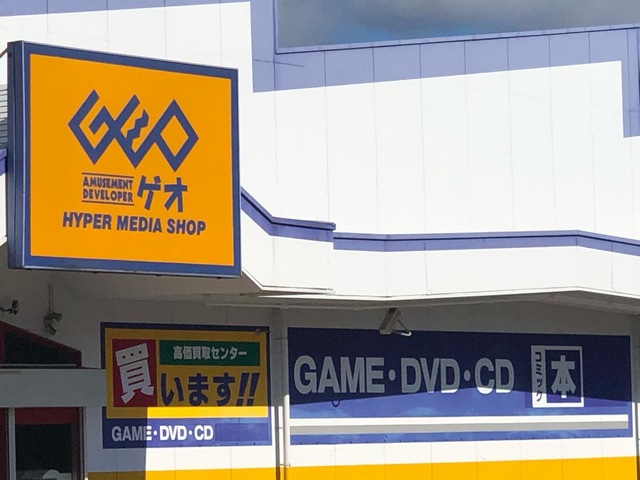 GEO
AMUSEMENT
DEVELOPER
ゲオ
HYPER MEDIA SHOP
高価買取センター
買います!!
GAME・DVD・CD
GAME・DVD・CD
コミック
本